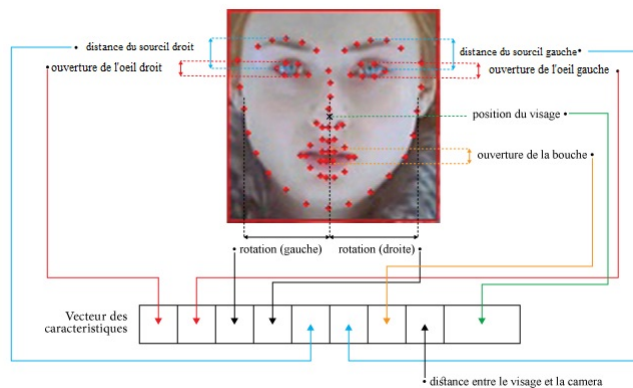 distance du sourcil droit
distance du sourcil gauche
ouverture de l'oeil droit
ouverture de l'oeil gauche
position du visage
ouverture de la bouche
rotation (gauche)
rotation (droite)
Vecteur des
caracteristiques
distance entre le visage et la camera